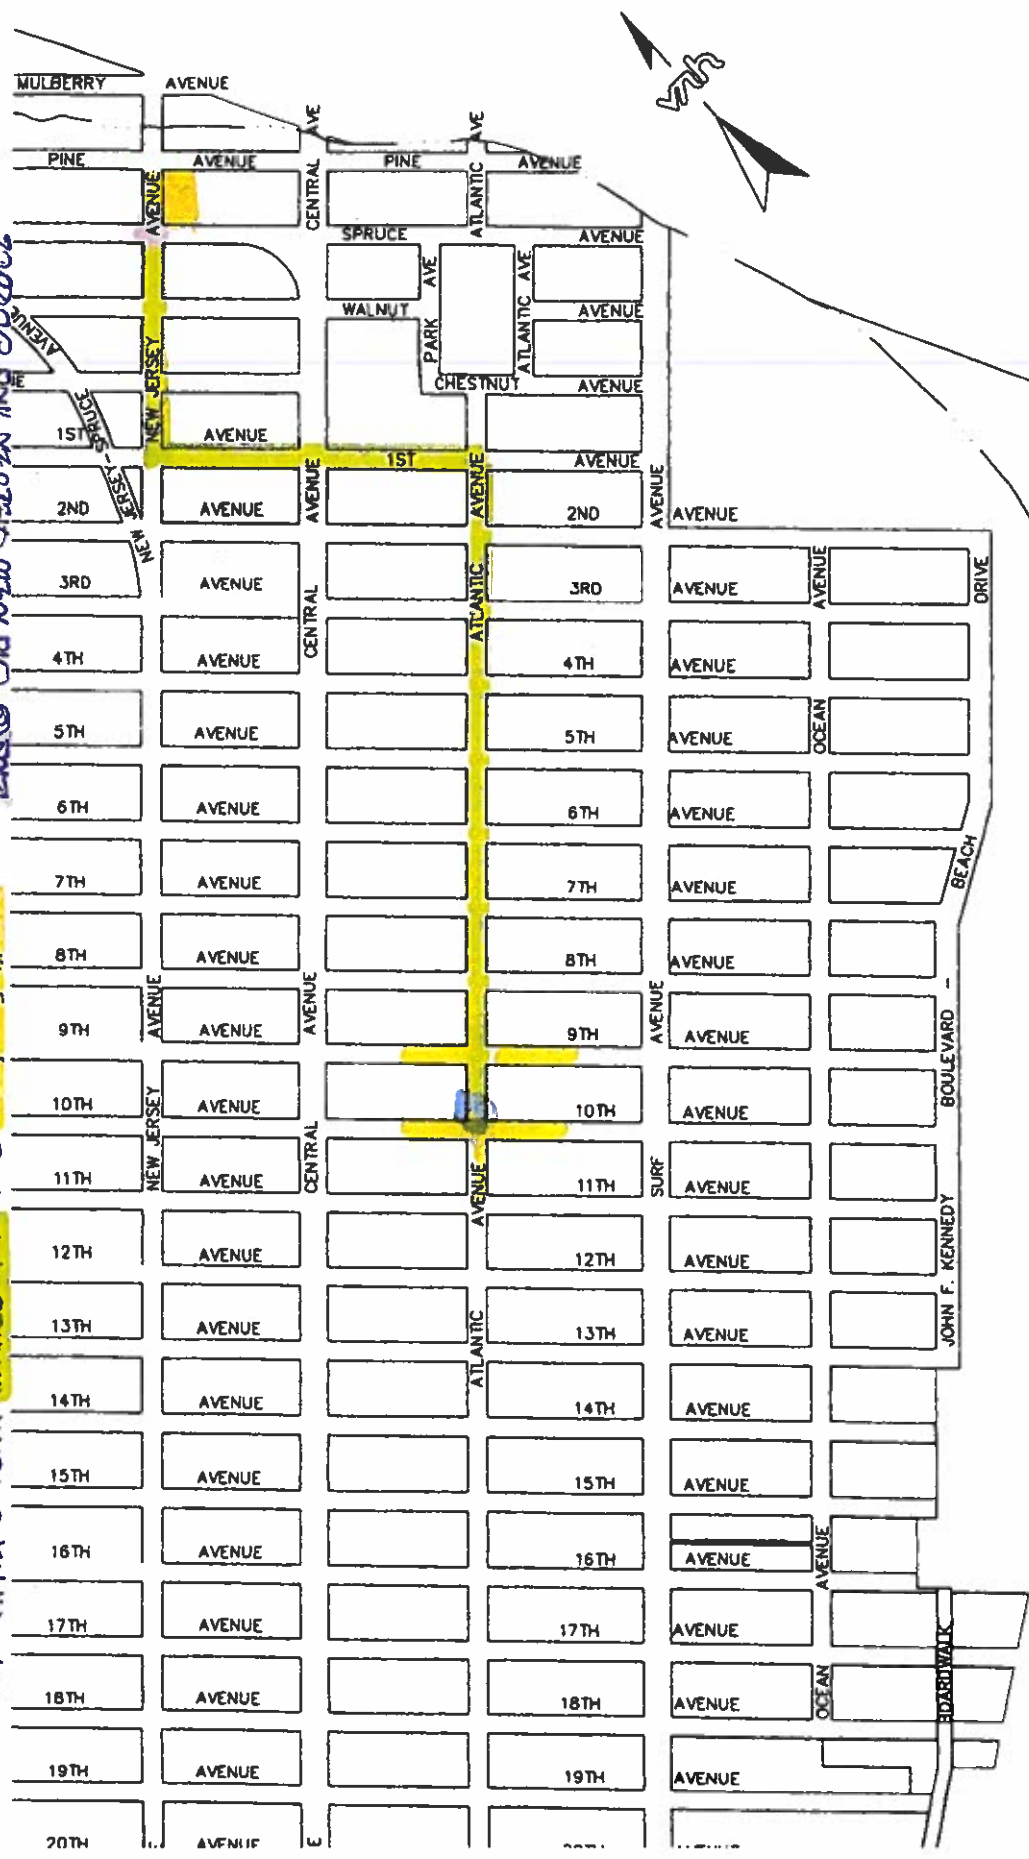 MULBERRY AVENUE
PINE AVENUE PINE AVENUE
AVENUE CENTRAL AVE ATLANTIC AVE
SPRUCE AVENUE
PARK AVE ATLANTIC AVE
WALNUT AVENUE
CHESTNUT AVENUE
AVENUE
NEW JERSEY-SPRUCE
NEW JERSEY
1ST AVENUE 1ST AVENUE
AVENUE AVENUE AVENUE
2ND AVENUE 2ND AVENUE
NEW
3RD AVENUE 3RD AVENUE
CENTRAL ATLANTIC AVENUE DRIVE
4TH AVENUE 4TH AVENUE
5TH AVENUE 5TH AVENUE
OCEAN
6TH AVENUE 6TH AVENUE
7TH AVENUE 7TH AVENUE
BEACH
8TH AVENUE 8TH AVENUE
AVENUE AVENUE AVENUE
9TH AVENUE 9TH AVENUE
BOULEVARD -
10TH AVENUE 10TH AVENUE
NEW JERSEY CENTRAL AVENUE SURF
11TH AVENUE 11TH AVENUE
12TH AVENUE 12TH AVENUE
JOHN F. KENNEDY
13TH AVENUE 13TH AVENUE
ATLANTIC
14TH AVENUE 14TH AVENUE
15TH AVENUE 15TH AVENUE
16TH AVENUE 16TH AVENUE
AVENUE
17TH AVENUE 17TH AVENUE
BOARDWALK
18TH AVENUE 18TH AVENUE
OCEAN
19TH AVENUE 19TH AVENUE
20TH AVENUE 20TH AVENUE